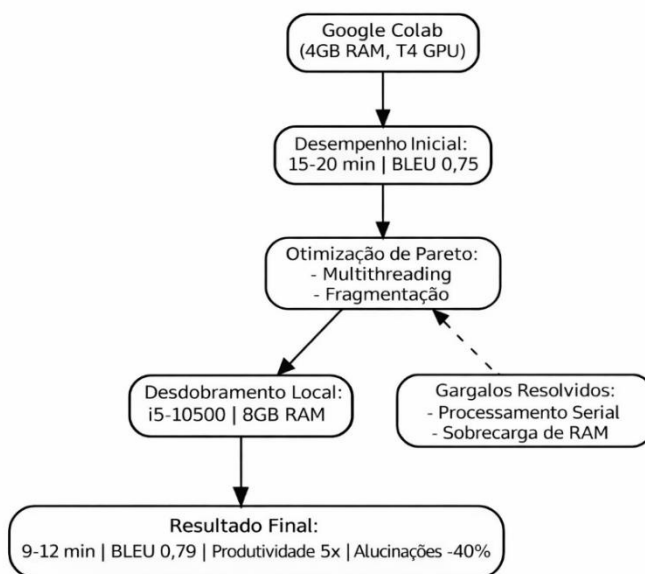 Google Colab
(4GB RAM, T4 GPU)
Desempenho Inicial:
15-20 min | BLEU 0,75
Otimização de Pareto:
- Multithreading
- Fragmentação
Desdobramento Local:
i5-10500 | 8GB RAM
Gargalos Resolvidos:
- Processamento Serial
- Sobrecarga de RAM
Resultado Final:
9-12 min | BLEU 0,79 | Produtividade 5x | Alucinações -40%